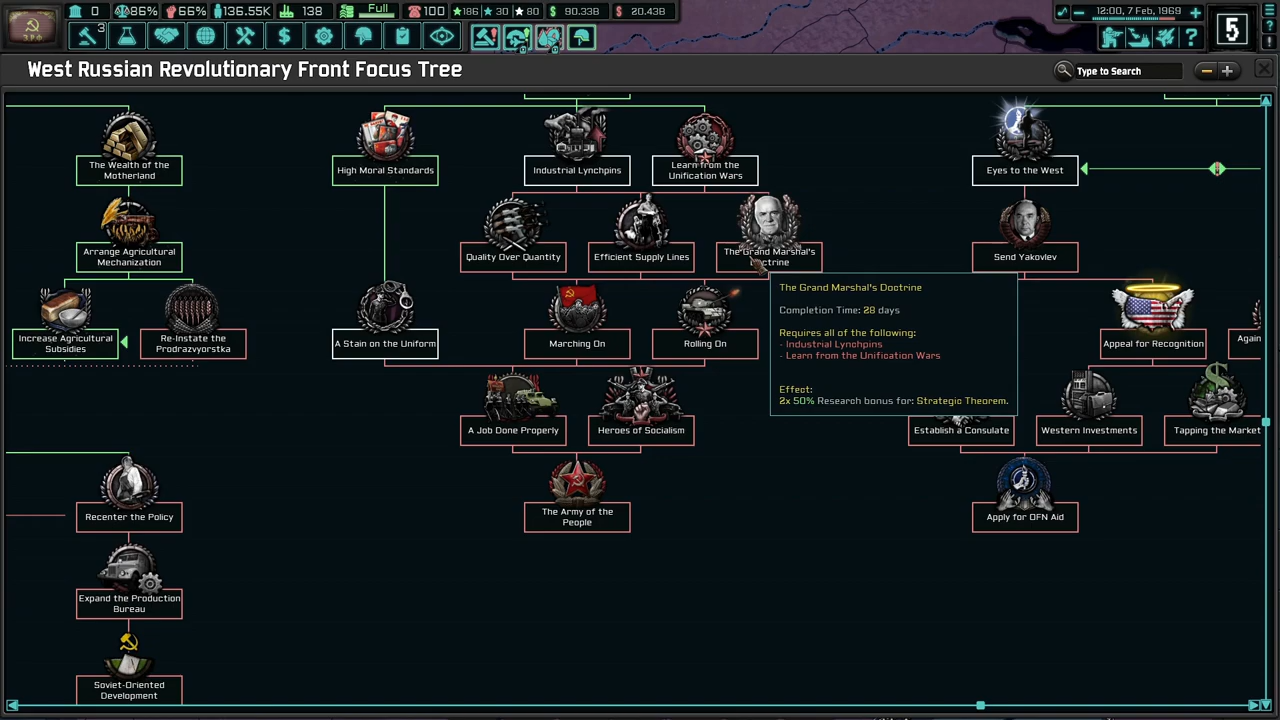 0 86% 66% 136.55K 138 Full 100 186 30 80 $ 90.33B $ 20.43B
12:00, 7 Feb, 1969
5
3
West Russian Revolutionary Front Focus Tree
Type to Search
The Wealth of the
Motherland
High Moral Standards
Industrial Lynchpins
Learn from the
Unification Wars
Eyes to the West
Arrange Agricultural
Mechanization
Quality Over Quantity
Efficient Supply Lines
The Grand Marshal's
Doctrine
Send Yakovlev
The Grand Marshal's Doctrine
Completion Time: 28 days
Requires all of the following:
- Industrial Lynchpins
- Learn from the Unification Wars
Effect:
2x 50% Research bonus for: Strategic Theorem.
Increase Agricultural
Subsidies
Re-Instate the
Prodrazvyorstka
A Stain on the Uniform
Marching On
Rolling On
Appeal for Recognition
Again
A Job Done Properly
Heroes of Socialism
Establish a Consulate
Western Investments
Tapping the Market
Recenter the Policy
The Army of the
People
Apply for OFN Aid
Expand the Production
Bureau
Soviet-Oriented
Development